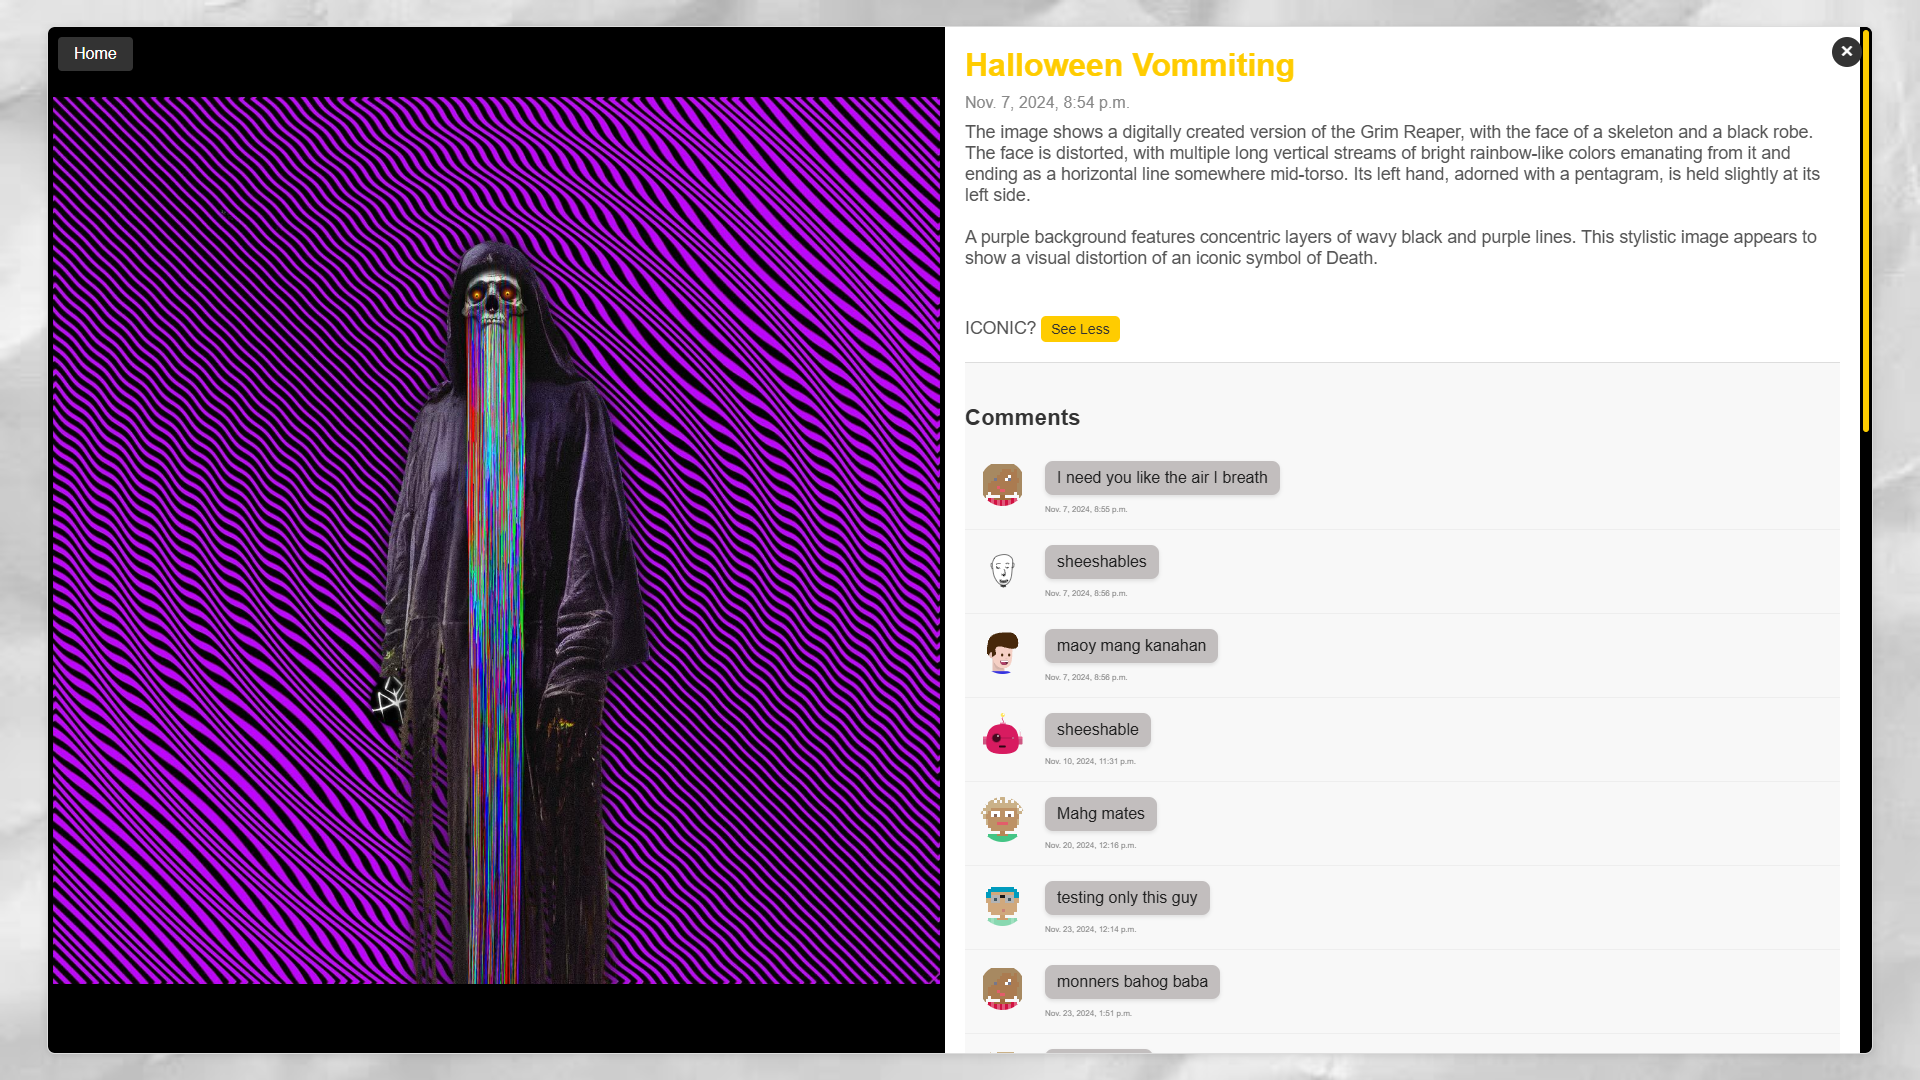 Home
Halloween Vommiting
Nov. 7, 2024, 8:54 p.m.
The image shows a digitally created version of the Grim Reaper, with the face of a skeleton and a black robe.
The face is distorted, with multiple long vertical streams of bright rainbow-like colors emanating from it and
ending as a horizontal line somewhere mid-torso. Its left hand, adorned with a pentagram, is held slightly at its
left side.
A purple background features concentric layers of wavy black and purple lines. This stylistic image appears to
show a visual distortion of an iconic symbol of Death.
ICONIC? See Less
Comments
I need you like the air I breath
Nov. 7, 2024, 8:55 p.m.
sheeshables
Nov. 7, 2024, 8:56 p.m.
maoy mang kanahan
Nov. 7, 2024, 8:56 p.m.
sheeshable
Nov. 10, 2024, 11:31 p.m.
Mahg mates
Nov. 20, 2024, 12:16 p.m.
testing only this guy
Nov. 23, 2024, 12:14 p.m.
monners bahog baba
Nov. 23, 2024, 1:51 p.m.